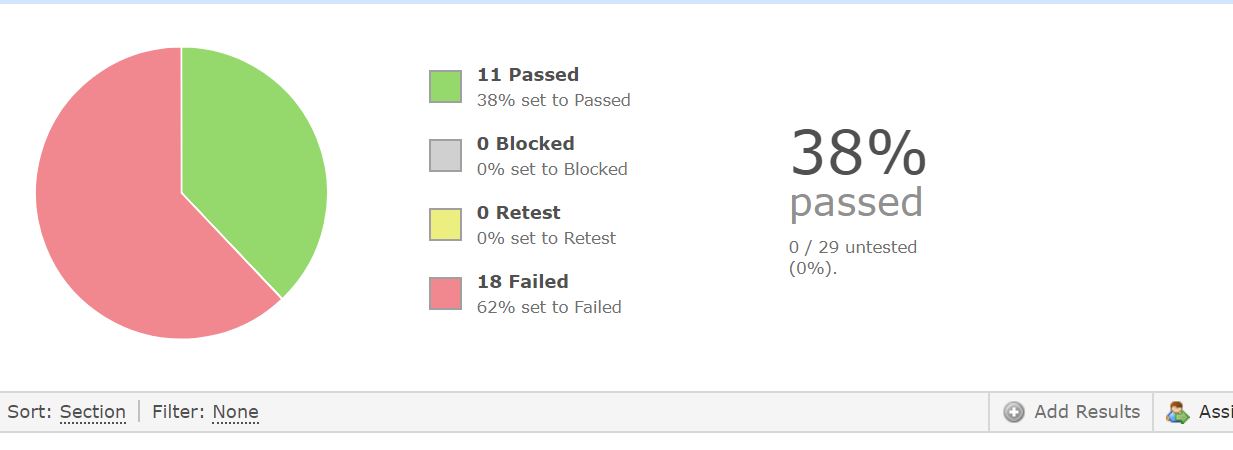 11 Passed
38% set to Passed
0 Blocked
0% set to Blocked
0 Retest
0% set to Retest
18 Failed
62% set to Failed
38%
passed
0 / 29 untested
(0%).
Sort: Section Filter: None Add Results Assi